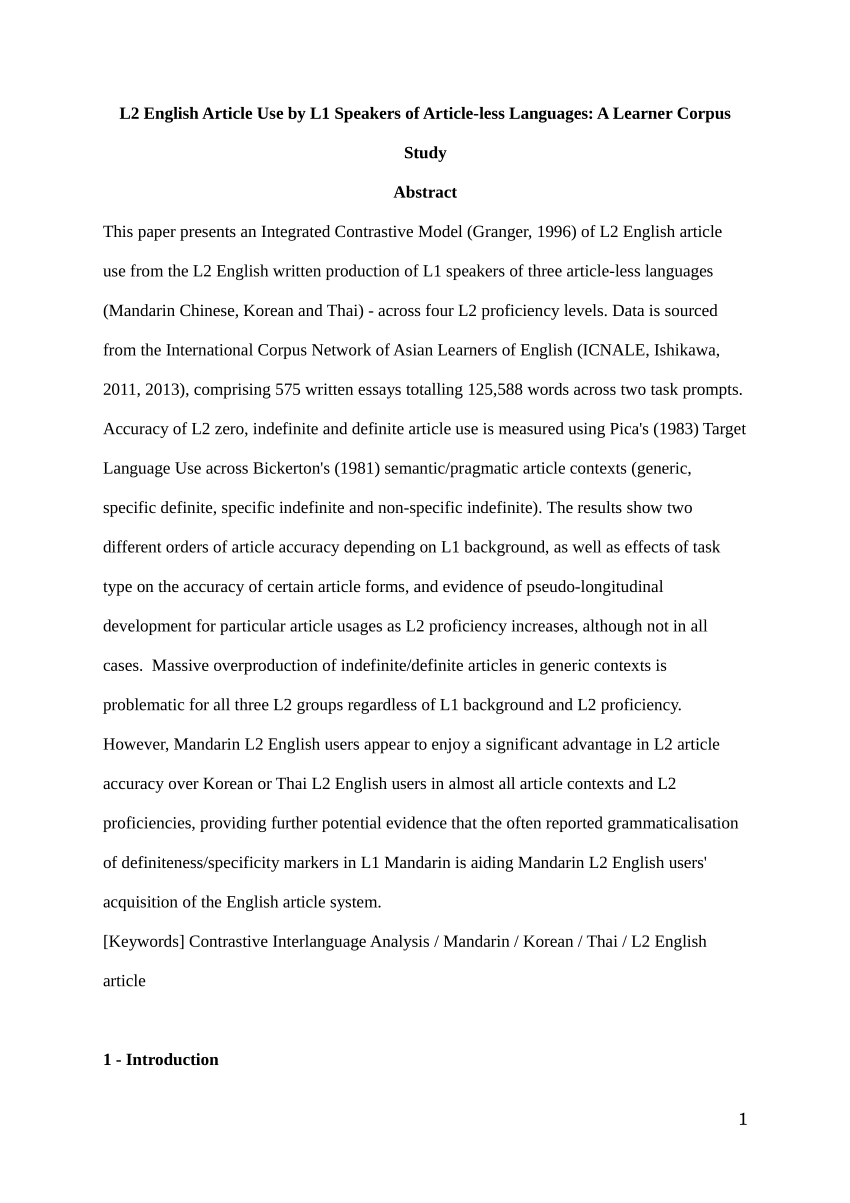 L2 English Article Use by L1 Speakers of Article-less Languages: A Learner Corpus
Study
Abstract
This paper presents an Integrated Contrastive Model (Granger, 1996) of L2 English article
use from the L2 English written production of L1 speakers of three article-less languages
(Mandarin Chinese, Korean and Thai) - across four L2 proficiency levels. Data is sourced
from the International Corpus Network of Asian Learners of English (ICNALE, Ishikawa,
2011, 2013), comprising 575 written essays totalling 125,588 words across two task prompts.
Accuracy of L2 zero, indefinite and definite article use is measured using Pica's (1983) Target
Language Use across Bickerton's (1981) semantic/pragmatic article contexts (generic,
specific definite, specific indefinite and non-specific indefinite). The results show two
different orders of article accuracy depending on L1 background, as well as effects of task
type on the accuracy of certain article forms, and evidence of pseudo-longitudinal
development for particular article usages as L2 proficiency increases, although not in all
cases.  Massive overproduction of indefinite/definite articles in generic contexts is
problematic for all three L2 groups regardless of L1 background and L2 proficiency.
However, Mandarin L2 English users appear to enjoy a significant advantage in L2 article
accuracy over Korean or Thai L2 English users in almost all article contexts and L2
proficiencies, providing further potential evidence that the often reported grammaticalisation
of definiteness/specificity markers in L1 Mandarin is aiding Mandarin L2 English users'
acquisition of the English article system.
[Keywords] Contrastive Interlanguage Analysis / Mandarin / Korean / Thai / L2 English
article
1 - Introduction
1